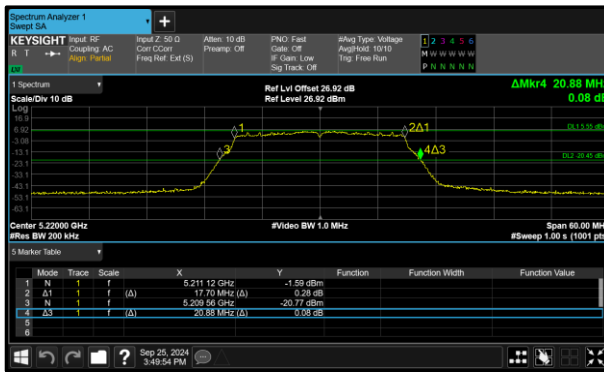 Spectrum Analyzer 1
Swept SA
+
KEYSIGHT Input: RF Input Z: 50 Ω Atten: 10 dB PNO: Fast #Avg Type: Voltage 1 2 3 4 5 6
R T Coupling: AC Corr CCorr Preamp: Off Gate: Off Avg|Hold: 10/10 M W W W W W
Align: Partial Freq Ref: Ext (S) IF Gain: Low Trig: Free Run
Sig Track: Off P N N N N N
1 Spectrum Ref Lvl Offset 26.92 dB ΔMkr4 20.88 MHz
Scale/Div 10 dB Ref Level 26.92 dBm 0.08 dB
Log
16.9
6.92 1 2Δ1 DL1 5.55 dBm
-3.08
-13.1 3 4Δ3
-23.1 DL2 -20.45 dBm
-33.1
-43.1
-53.1
-63.1
Center 5.22000 GHz #Video BW 1.0 MHz Span 60.00 MHz
#Res BW 200 kHz #Sweep 1.00 s (1001 pts)
5 Marker Table
Mode Trace Scale X Y Function Function Width Function Value
1 N 1 f 5.211 12 GHz -1.59 dBm
2 Δ1 1 f (Δ) 17.70 MHz (Δ) 0.28 dB
3 N 1 f 5.209 56 GHz -20.77 dBm
4 Δ3 1 f (Δ) 20.88 MHz (Δ) 0.08 dB
5
6
? Sep 25, 2024
3:49:54 PM